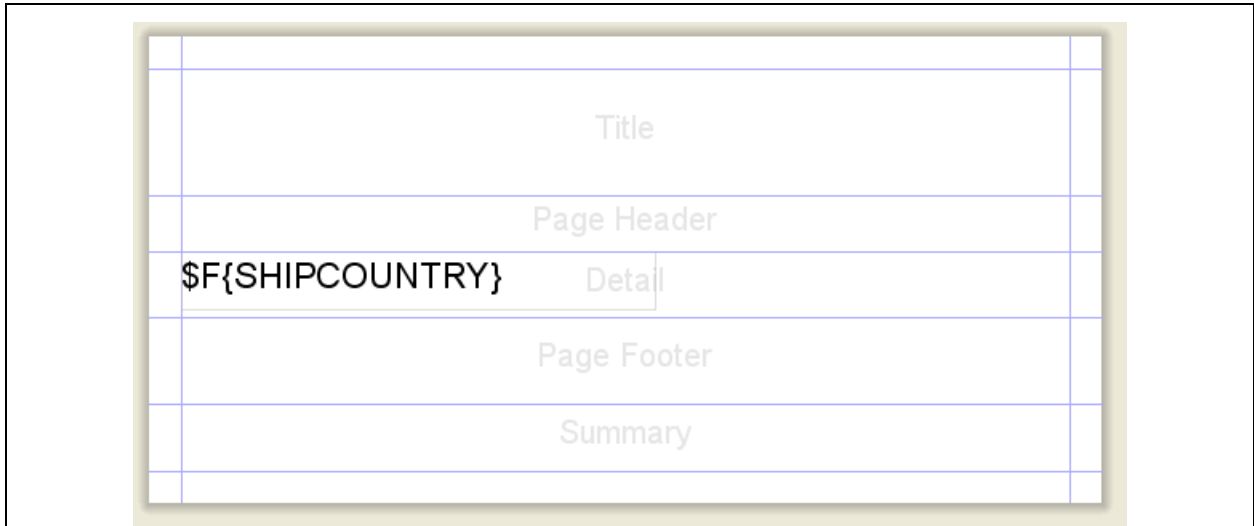 Title
Page Header
$F{SHIPCOUNTRY} Detail
Page Footer
Summary